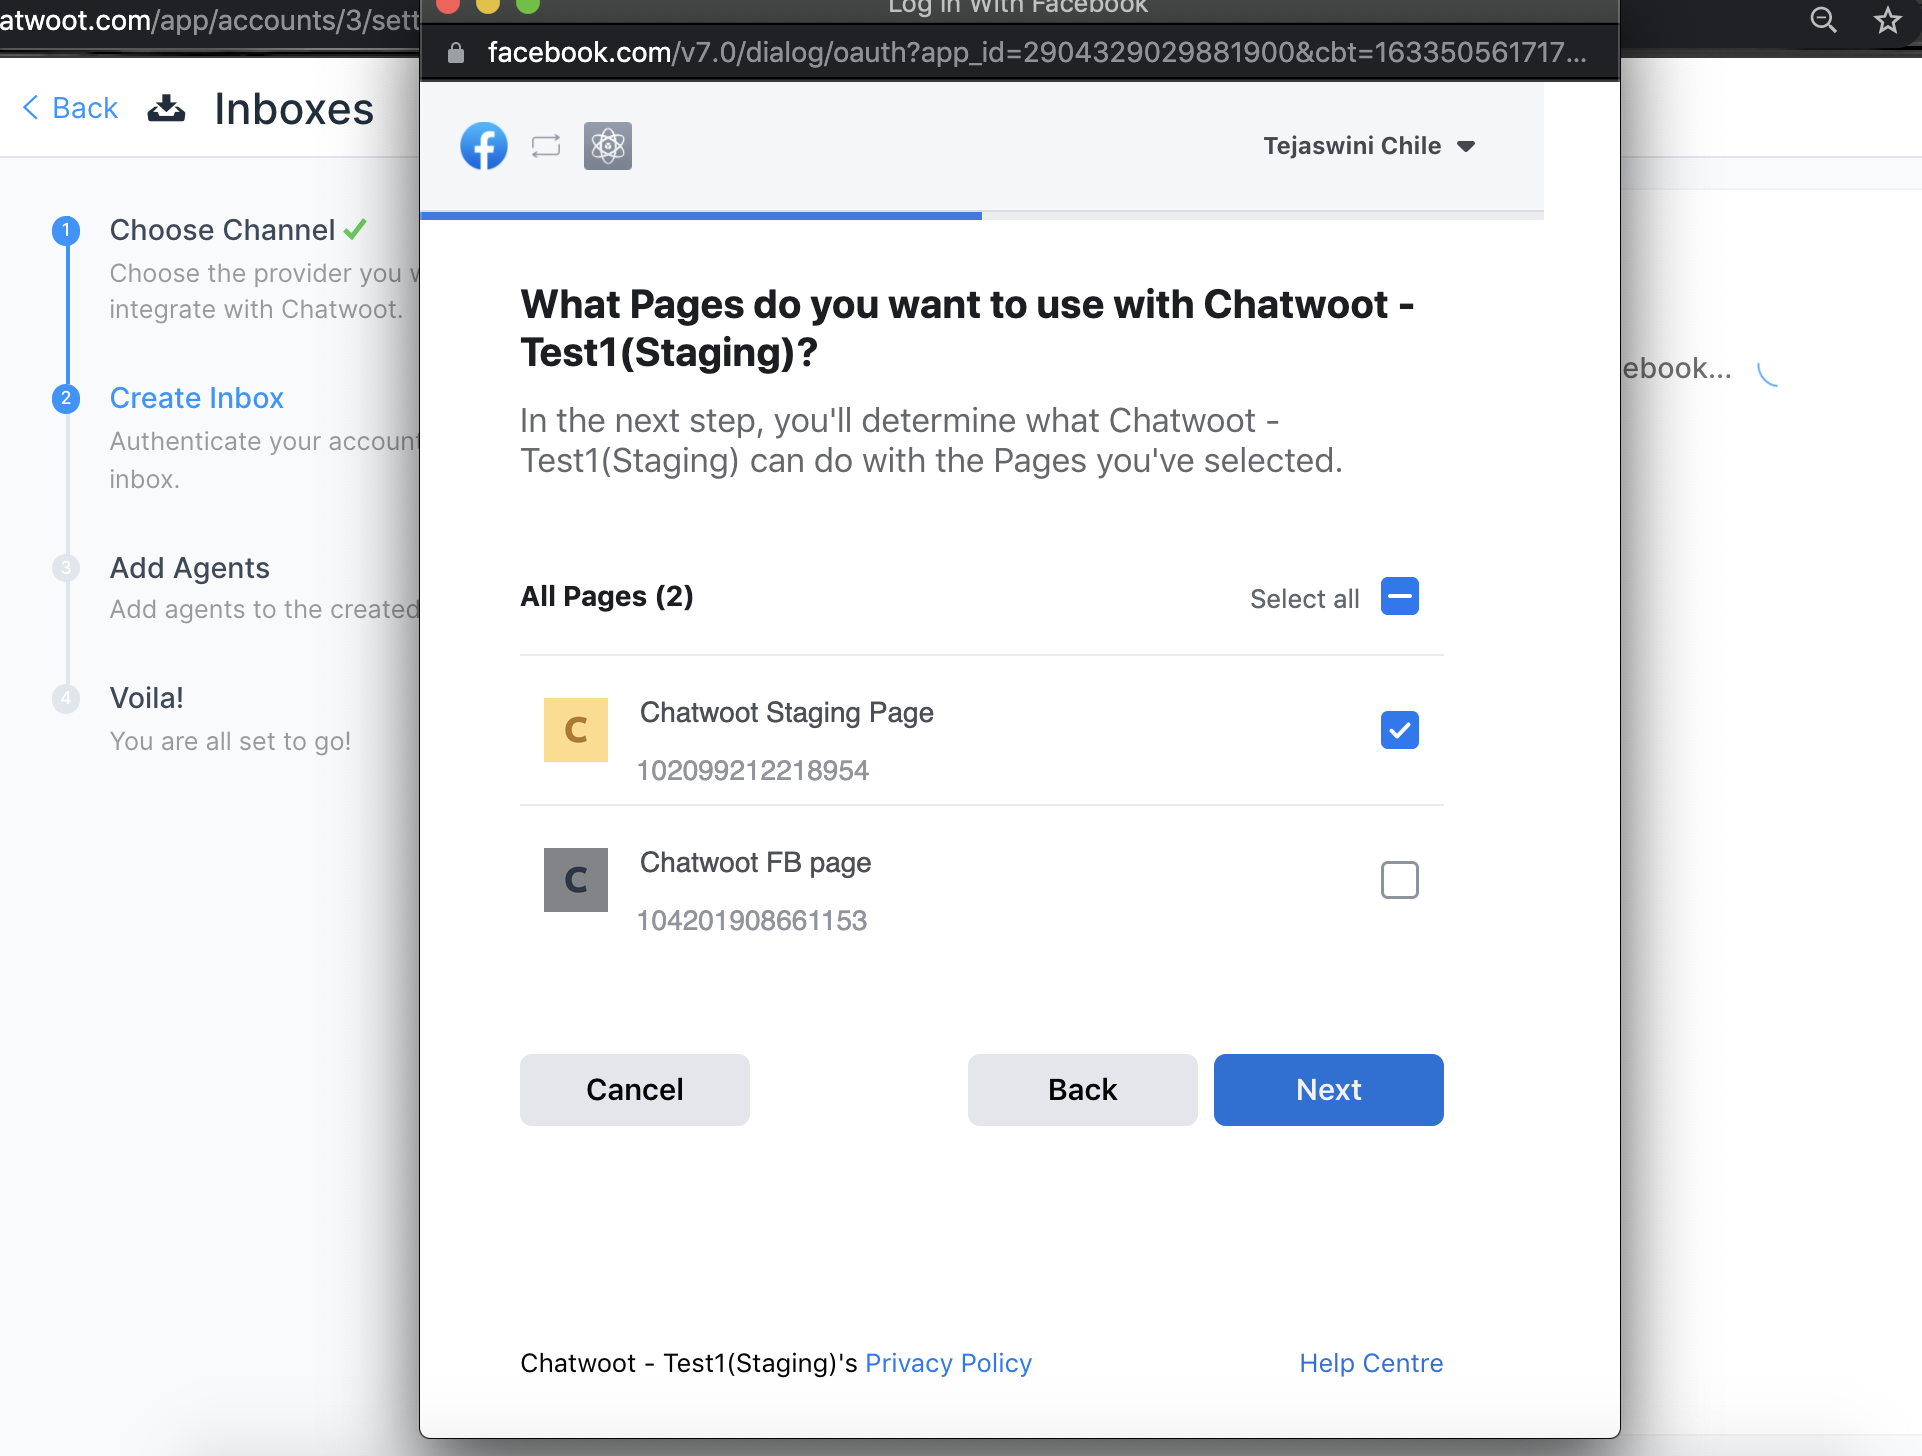 atwoot.com/app/accounts/3/sett
Log In With Facebook
facebook.com/v7.0/dialog/oauth?app_id=2904329029881900&cbt=163350561717...
Back Inboxes
Tejaswini Chile
1 Choose Channel
Choose the provider you
integrate with Chatwoot.
2 Create Inbox
Authenticate your account
inbox.
3 Add Agents
Add agents to the created
4 Voila!
You are all set to go!
What Pages do you want to use with Chatwoot -
Test1(Staging)?
In the next step, you'll determine what Chatwoot -
Test1(Staging) can do with the Pages you've selected.
ebook...
All Pages (2) Select all
C Chatwoot Staging Page
102099212218954
C Chatwoot FB page
104201908661153
Cancel Back Next
Chatwoot - Test1(Staging)'s Privacy Policy Help Centre